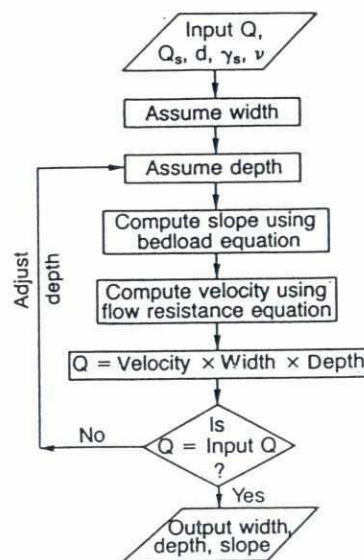 Input Q,
Qₛ, d, γₛ, ν
Assume width
Assume depth
Compute slope using
bedload equation
Compute velocity using
flow resistance equation
Q = Velocity × Width × Depth
Is
Q = Input Q
?
No
Yes
Adjust
depth
Output width,
depth, slope